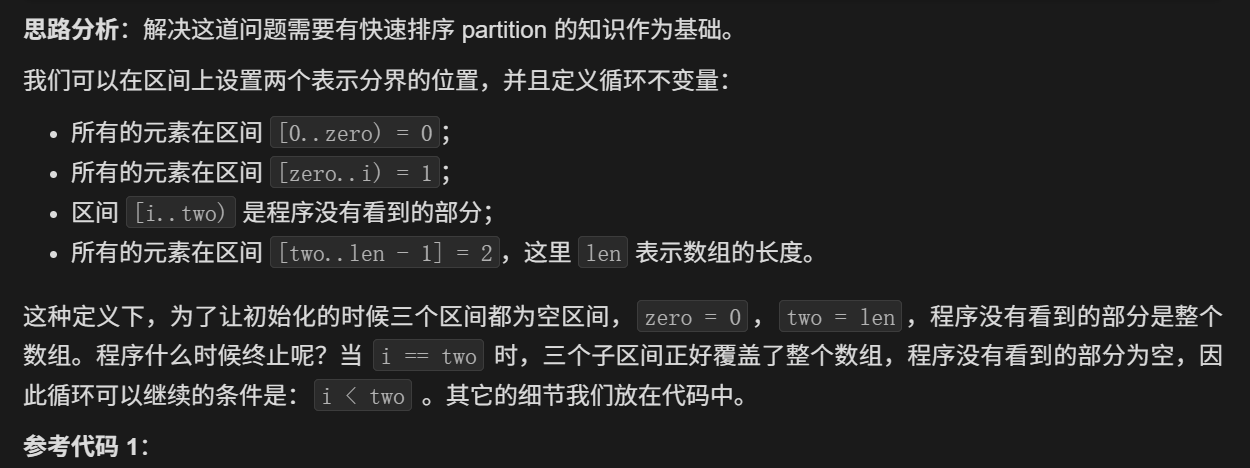 思路分析：解决这道问题需要有快速排序 partition 的知识作为基础。
我们可以在区间上设置两个表示分界的位置，并且定义循环不变量：
• 所有的元素在区间 [0..zero) = 0；
• 所有的元素在区间 [zero..i) = 1；
• 区间 [i..two) 是程序没有看到的部分；
• 所有的元素在区间 [two..len - 1] = 2，这里 len 表示数组的长度。
这种定义下，为了让初始化的时候三个区间都为空区间，zero = 0，two = len，程序没有看到的部分是整个
数组。程序什么时候终止呢？当 i == two 时，三个子区间正好覆盖了整个数组，程序没有看到的部分为空，因
此循环可以继续的条件是：i < two 。其它的细节我们放在代码中。
参考代码 1：